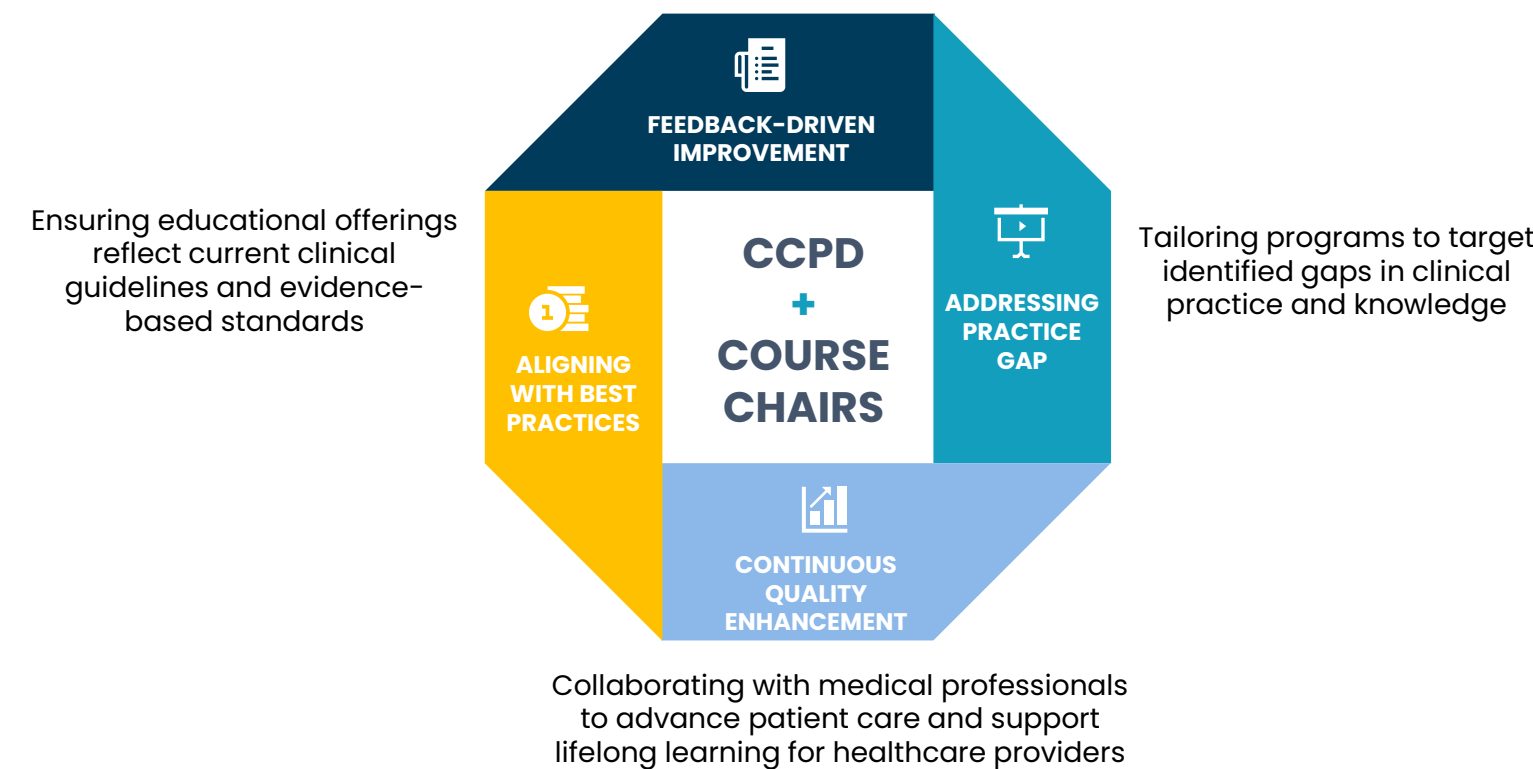 FEEDBACK-DRIVEN
IMPROVEMENT
Ensuring educational offerings
reflect current clinical
guidelines and evidence-
based standards
1
ALIGNING
WITH BEST
PRACTICES
CCPD
+
COURSE
CHAIRS
ADDRESSING
PRACTICE
GAP
Tailoring programs to target
identified gaps in clinical
practice and knowledge
CONTINUOUS
QUALITY
ENHANCEMENT
Collaborating with medical professionals
to advance patient care and support
lifelong learning for healthcare providers